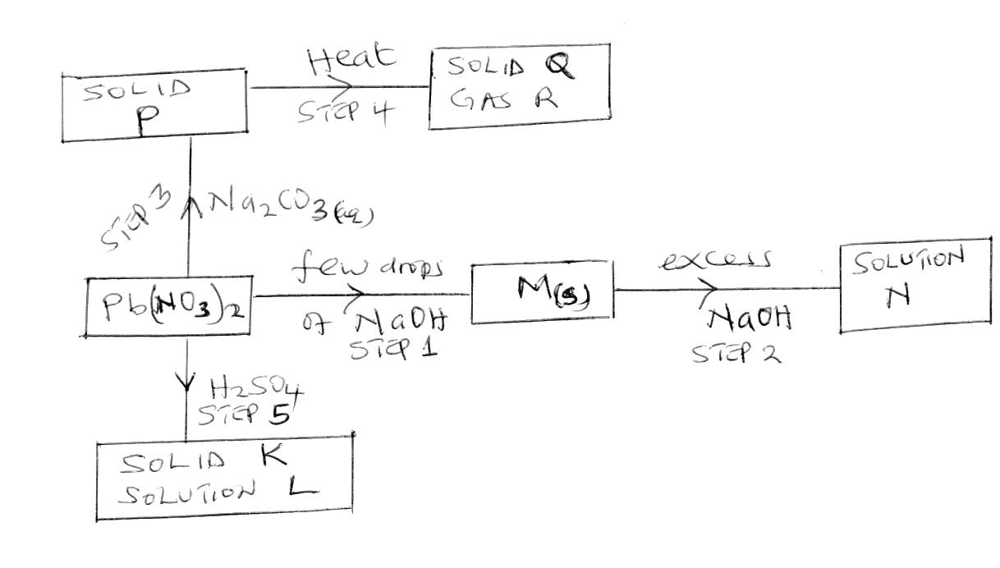 Heat
SOLID Q
GAS R
SOLID
P
STEP 4
STEP 3
Na₂CO₃(aq)
few drops
excess
SOLUTION
N
Pb(NO₃)₂
M(s)
of NaOH
STEP 1
NaOH
STEP 2
H₂SO₄
STEP 5
SOLID K
SOLUTION L